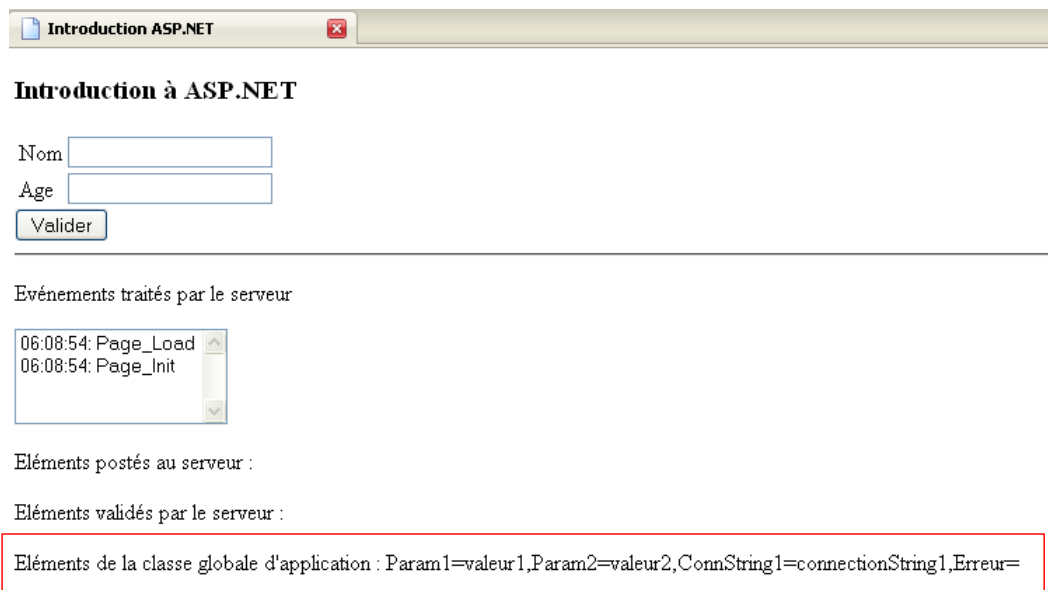 Introduction ASP.NET
Introduction à ASP.NET
Nom
Age
Valider
Evénements traités par le serveur
06:08:54: Page_Load
06:08:54: Page_Init
Eléments postés au serveur :
Eléments validés par le serveur :
Eléments de la classe globale d'application : Param1=valeur1,Param2=valeur2,ConnString1=connectionString1,Erreur=